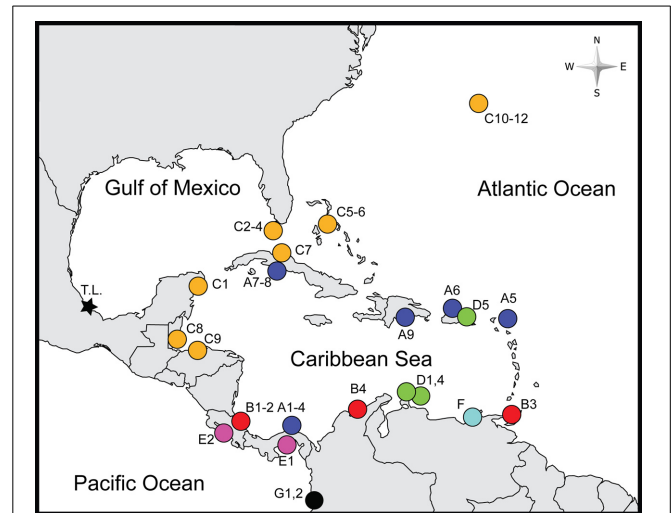 N
W E
S
C10-12
Gulf of Mexico
Atlantic Ocean
C2-4
C5-6
C7
T.L.
C1
A7-8
A6
D5
A5
C8
A9
C9
Caribbean Sea
B1-2
A1-4
B4
D1,4
F
B3
E2
E1
Pacific Ocean
G1,2